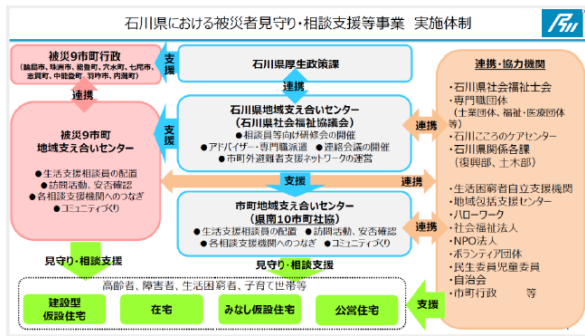 石川県における被災者見守り・相談支援等事業 実施体制
被災9市町行政
(輪島市、珠洲市、能登町、穴水町、七尾市、
志賀町、中能登町、羽咋市、内灘町)
支援
石川県厚生政策課
連携
連携
被災9市町
地域支え合いセンター
●生活支援相談員の配置
●訪問活動、安否確認
●各相談支援機関へのつなぎ
●コミュニティづくり
支援
石川県地域支え合いセンター
(石川県社会福祉協議会)
●相談員等向け研修会の開催
●アドバイザー・専門職派遣 ●連絡会議の開催
●市町外避難者支援ネットワークの運営
連携
支援
連携
市町地域支え合いセンター
(県南10市町社協)
●生活支援相談員の配置 ●訪問活動、安否確認
●各相談支援機関へのつなぎ ●コミュニティづくり
連携
連携・協力機関
・石川県社会福祉士会
・専門職団体
(士業団体、福祉・医療団体
等)
・石川こころのケアセンター
・石川県関係各課
(復興部、土木部)
・生活困窮者自立支援機関
・地域包括支援センター
・ハローワーク
・社会福祉法人
・NPO法人
・ボランティア団体
・民生委員児童委員
・自治会
・市町行政 等
見守り・相談支援
見守り・相談支援
高齢者、障害者、生活困窮者、子育て世帯等
建設型
仮設住宅
在宅
みなし仮設住宅
公営住宅
支援